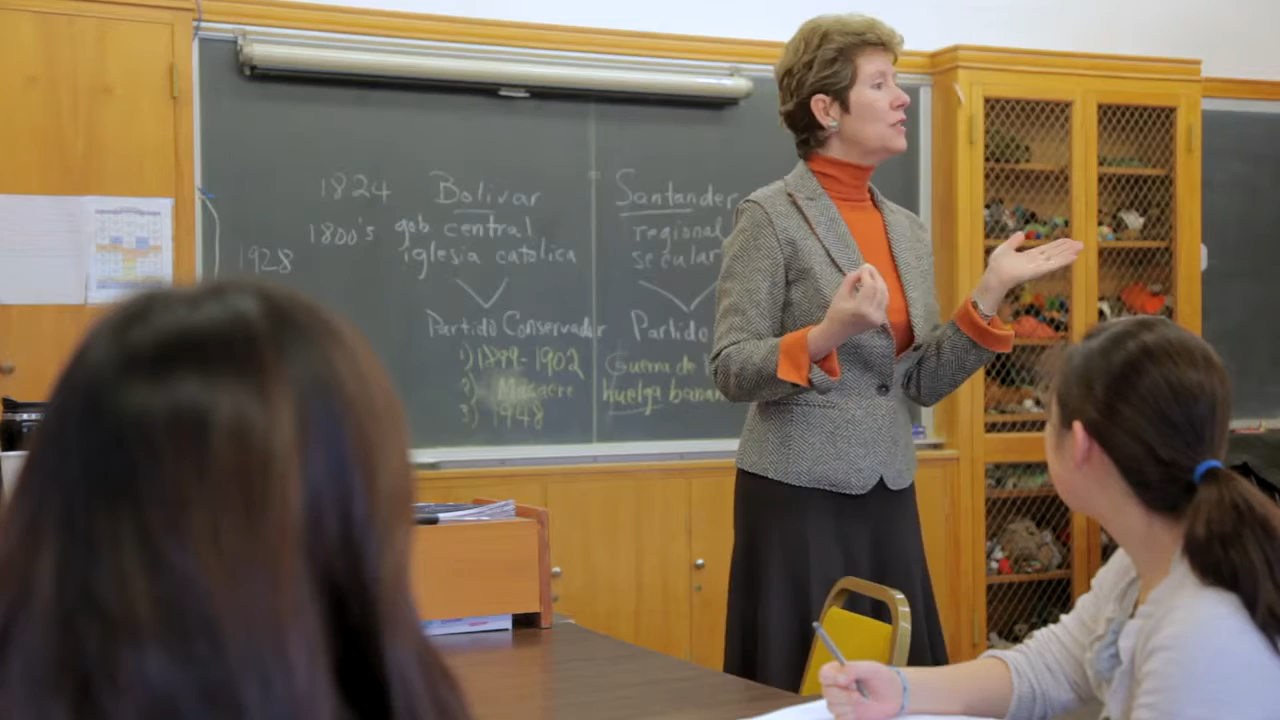 1824 Bolivar Santander
1800's gob central regional
1928 iglesia catolica secular
Partido Conservador Partido
1) 1899-1902 Guerra de
2) Masacre huelga banan
3) 1948